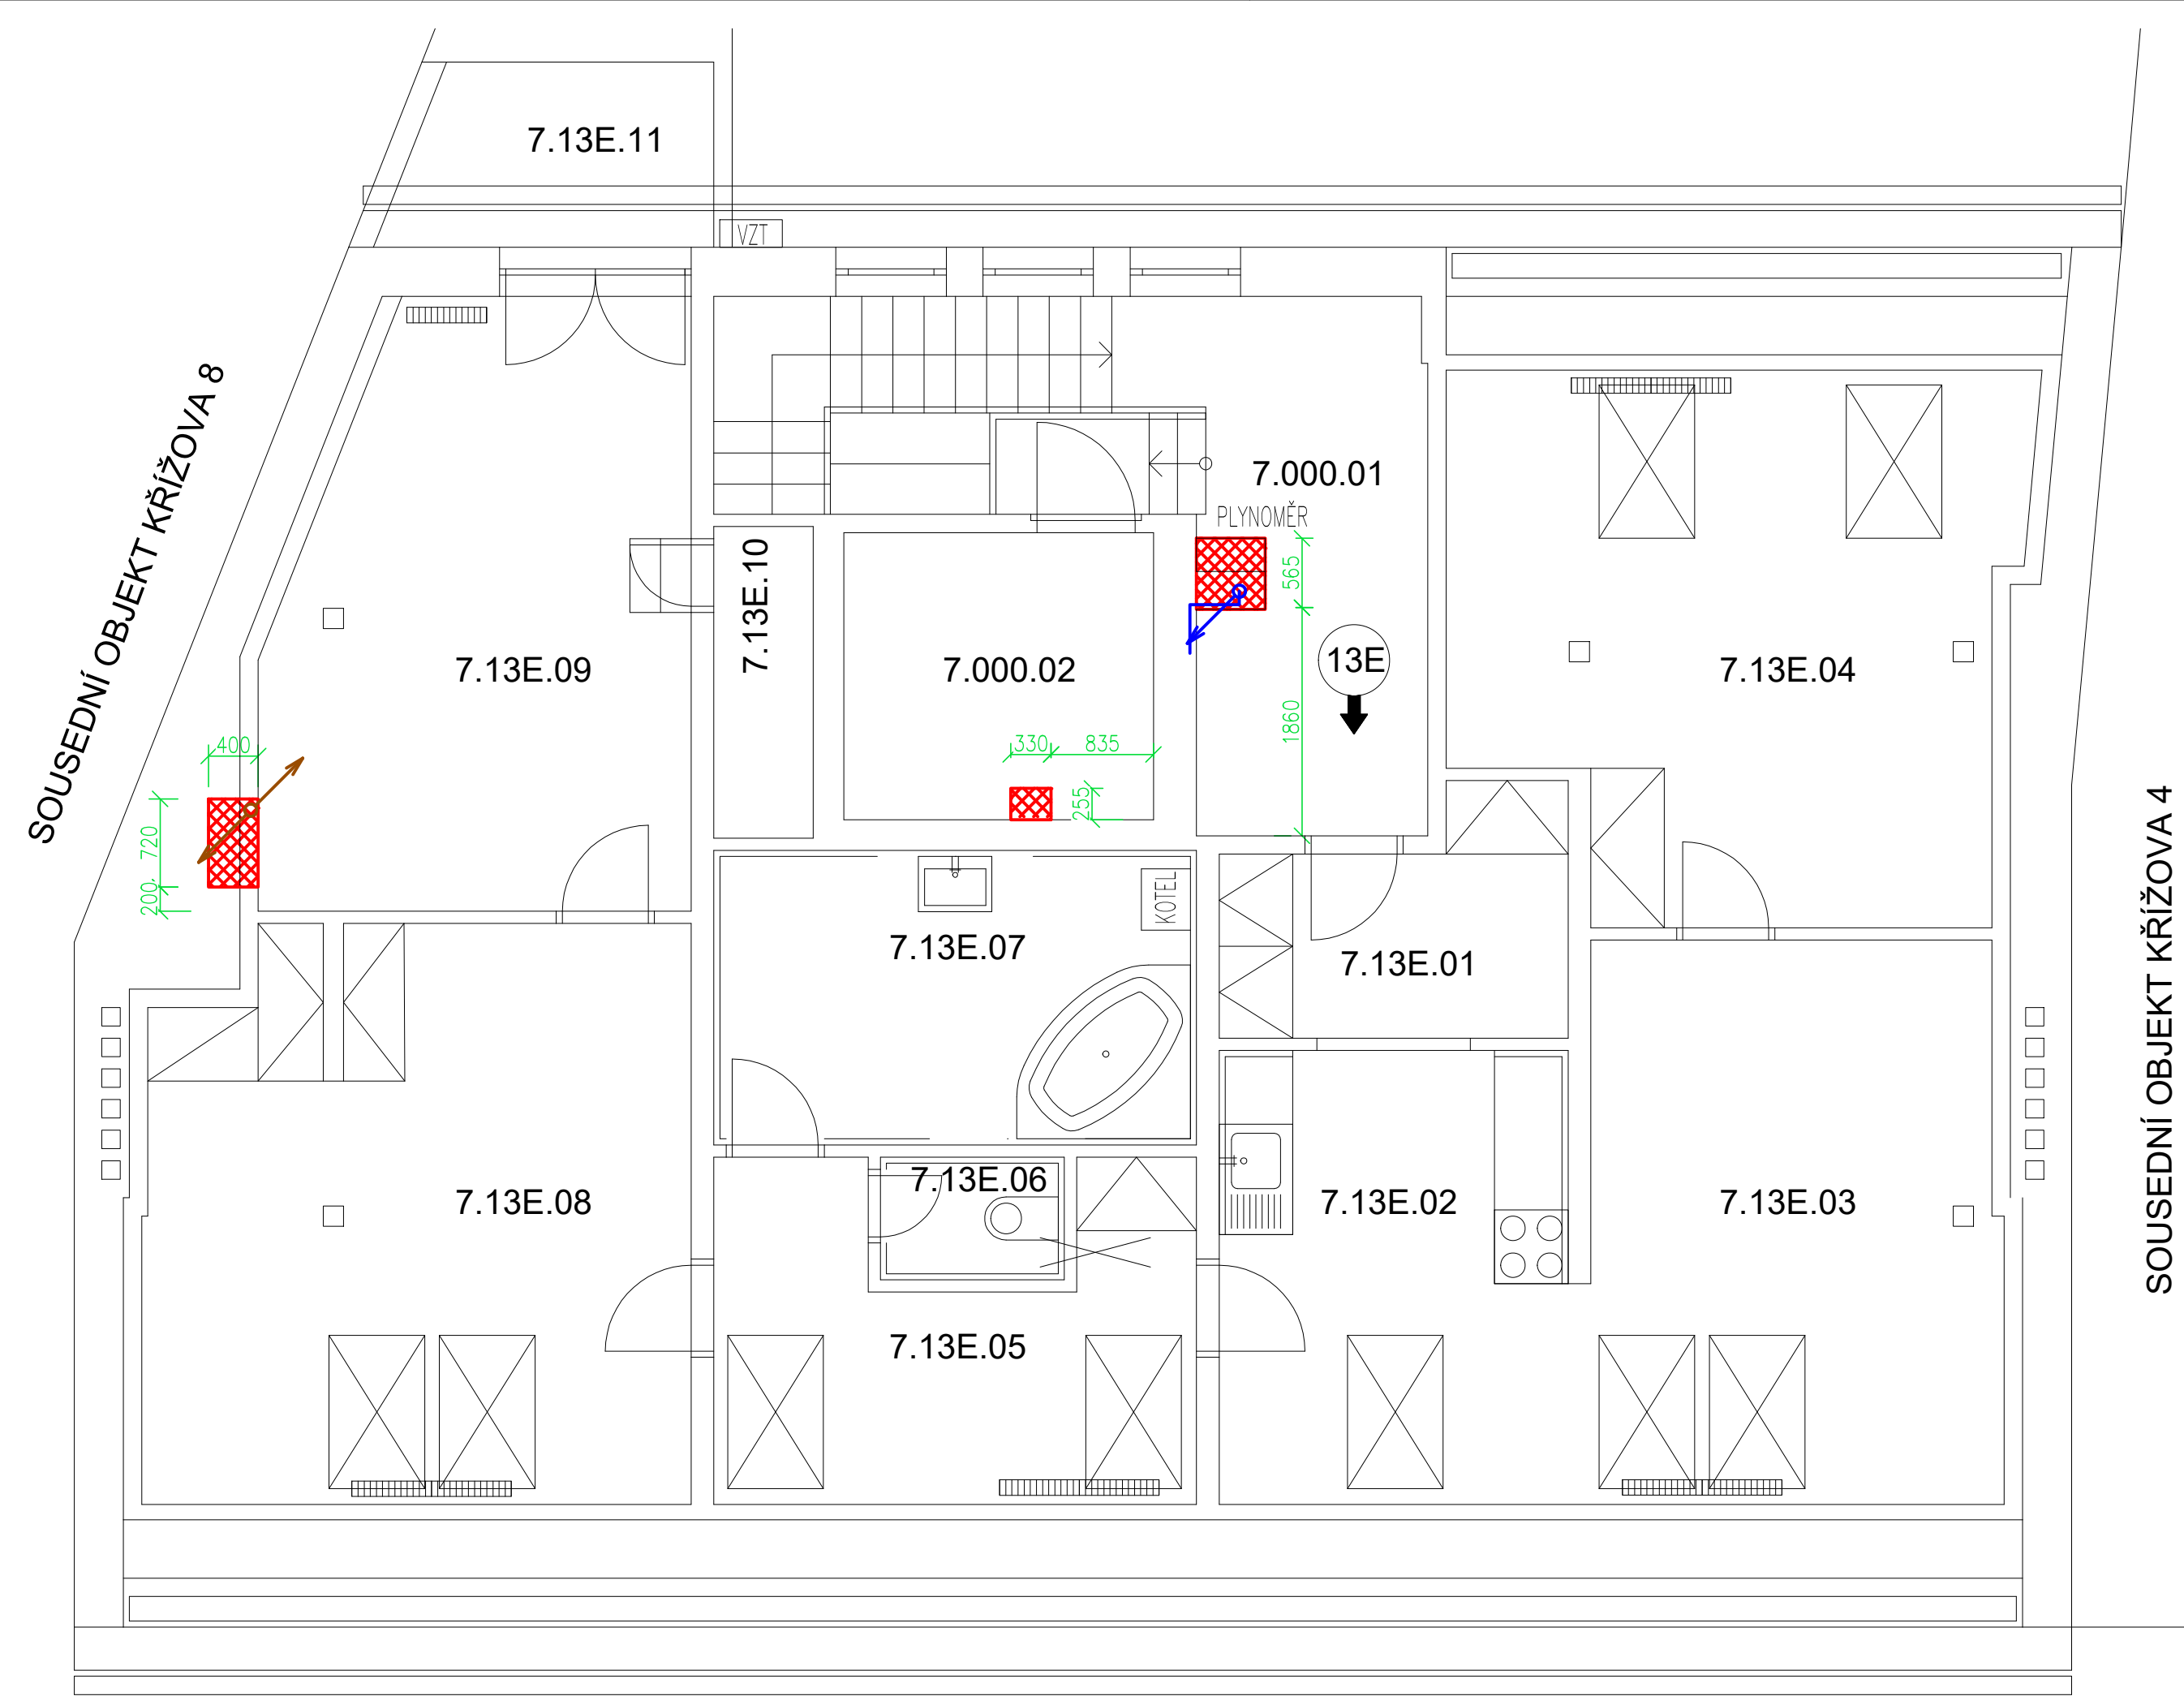 7.13E.11
VZT
SOUSEDNÍ OBJEKT KŘÍŽOVA 8
7.000.01
PLYNOMĚR
565
7.13E.10
7.13E.09
7.000.02
13E
7.13E.04
1860
400
330
835
255
720
200
KOTEL
7.13E.07
7.13E.01
SOUSEDNÍ OBJEKT KŘÍŽOVA 4
7.13E.06
7.13E.08
7.13E.02
7.13E.03
7.13E.05